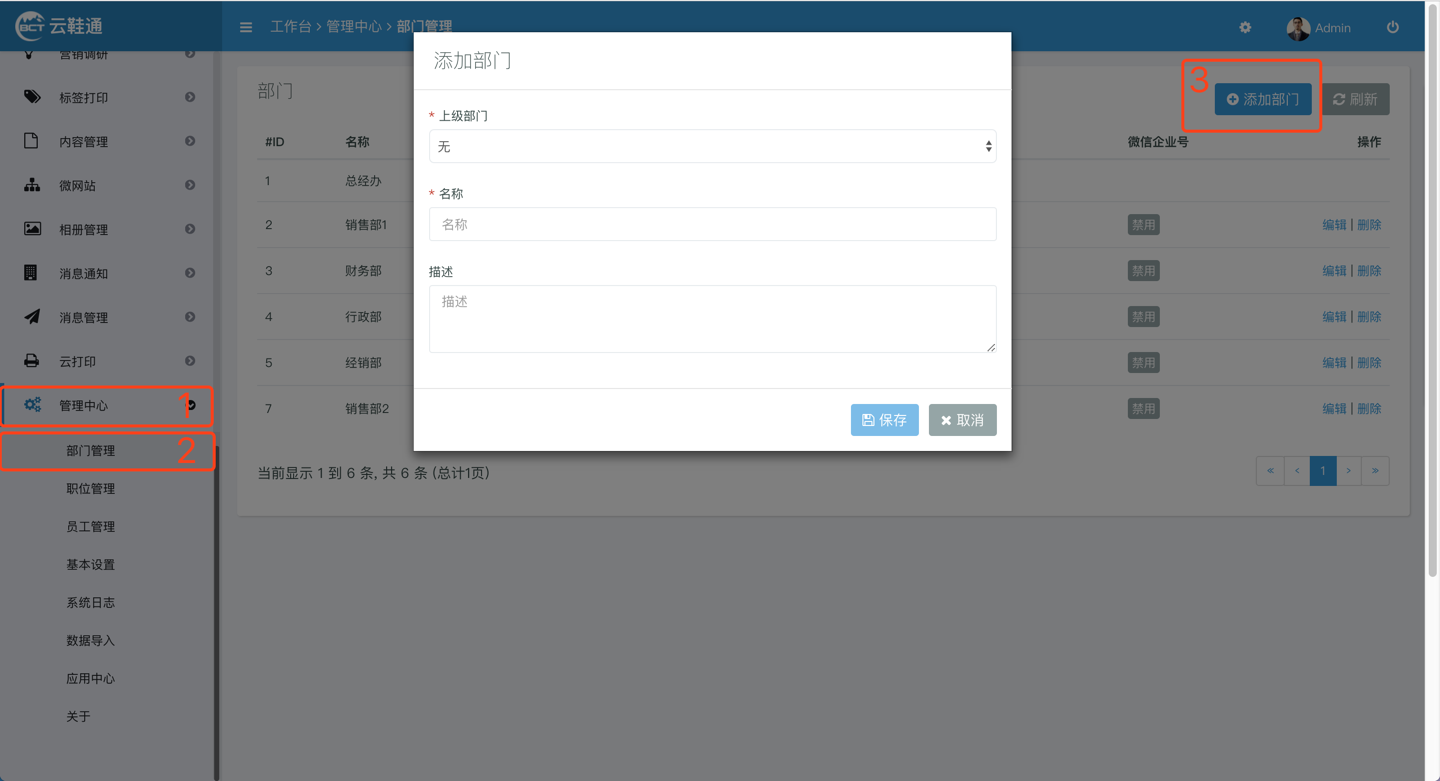 BCT 云鞋通
工作台 > 管理中心 > 部门管理
Admin
营销调研
标签打印
内容管理
微网站
相册管理
消息通知
消息管理
云打印
管理中心
1
部门管理
2
职位管理
员工管理
基本设置
系统日志
数据导入
应用中心
关于
部门
3
添加部门
刷新
#ID 名称 微信企业号 操作
1 总经办
2 销售部1 禁用 编辑 | 删除
3 财务部 禁用 编辑 | 删除
4 行政部 禁用 编辑 | 删除
5 经销部 禁用 编辑 | 删除
7 销售部2 禁用 编辑 | 删除
当前显示 1 到 6 条, 共 6 条 (总计1页)
« ‹ 1 › »
添加部门
* 上级部门
无
* 名称
名称
描述
描述
保存
取消